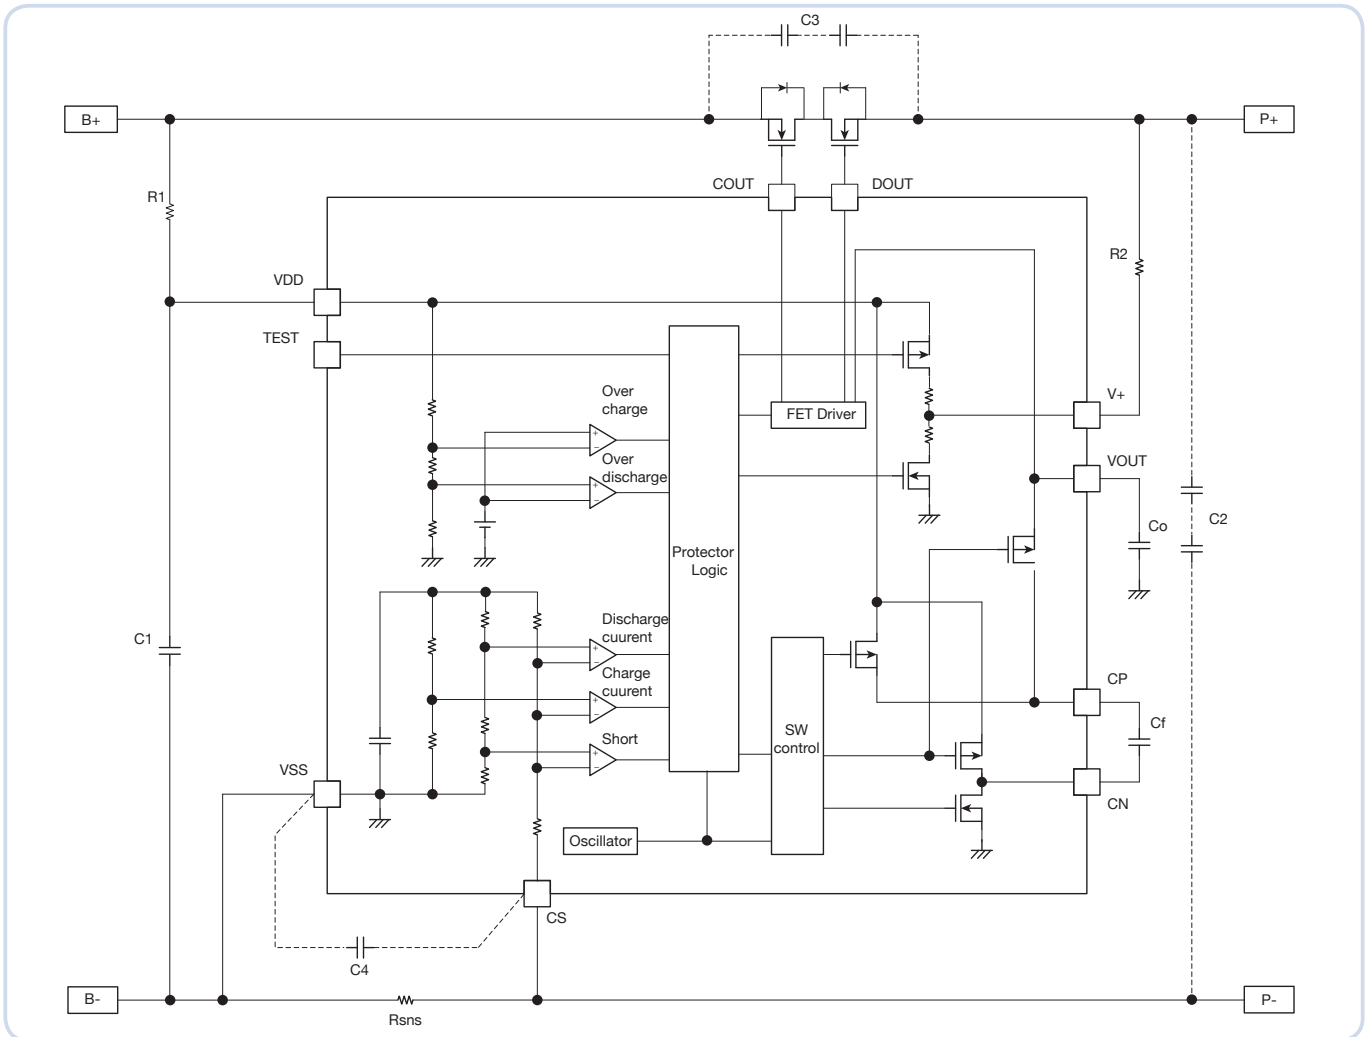 C3
B+
P+
COUT
DOUT
R1
R2
VDD
TEST
Over
charge
V+
FET Driver
Over
discharge
VOUT
Co
C2
Protector
Logic
Discharge
cuurent
C1
Charge
cuurent
CP
SW
control
Cf
Short
VSS
CN
Oscillator
CS
C4
B-
P-
Rsns